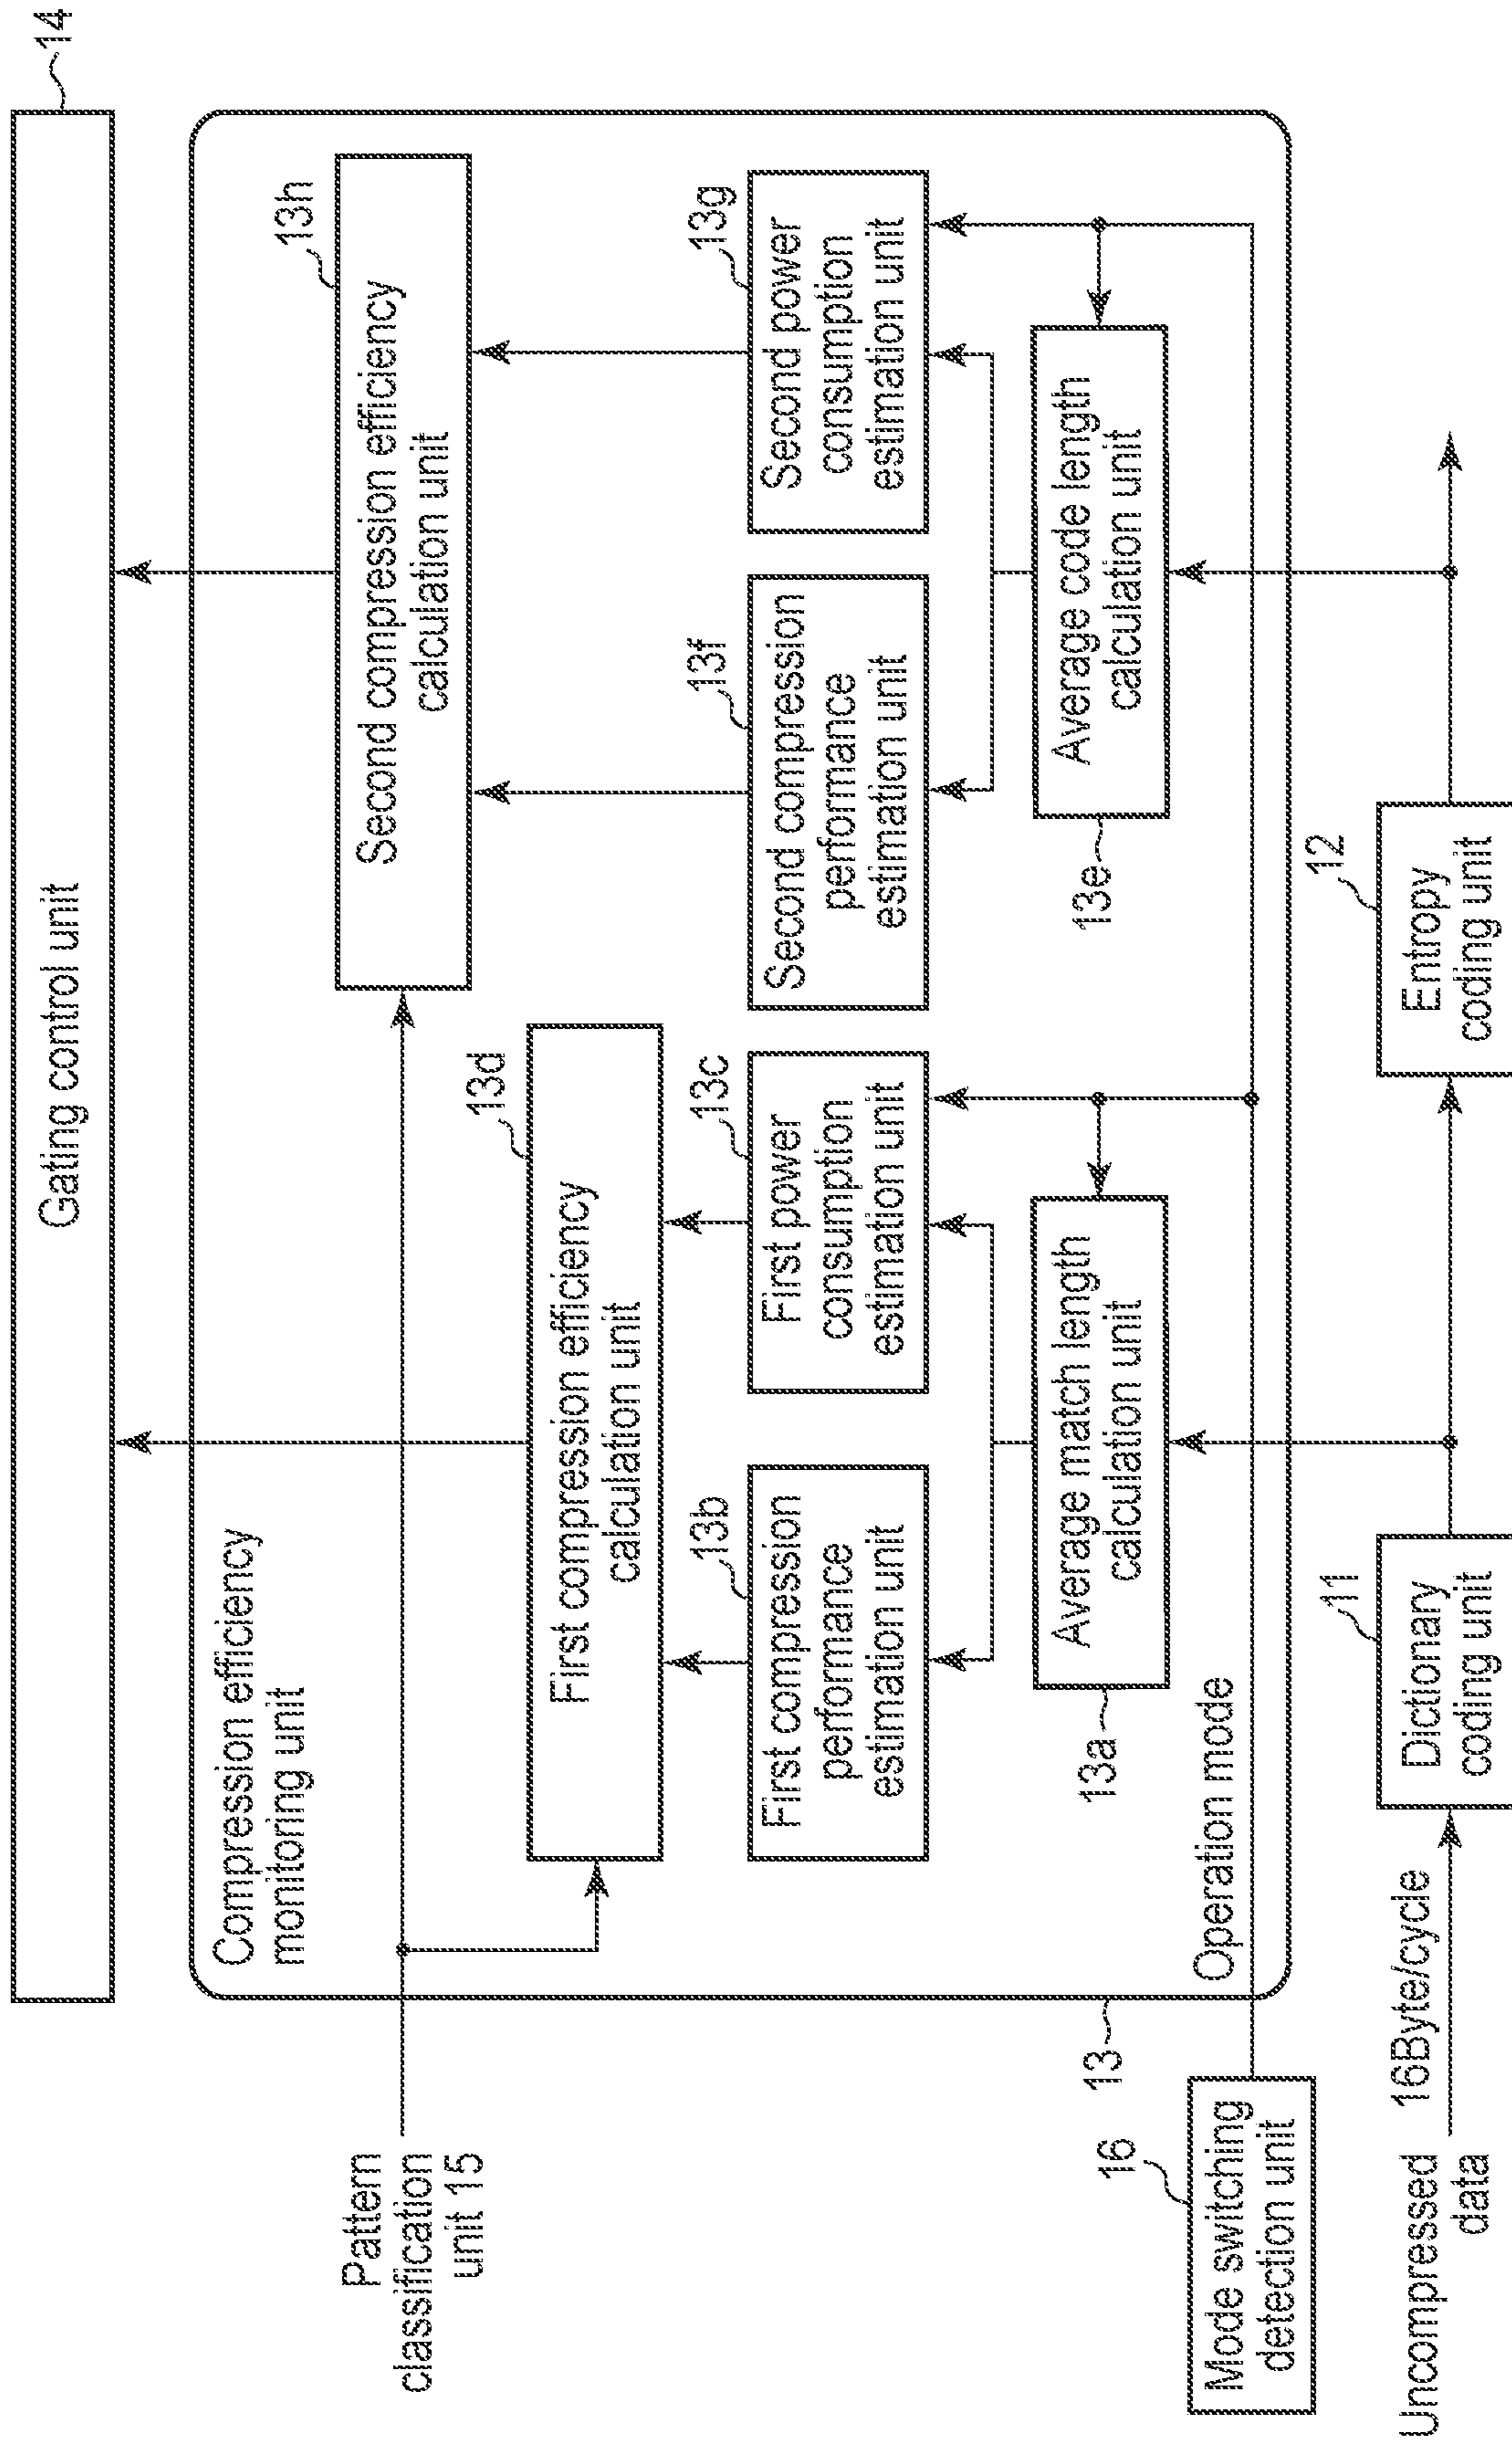 Gating control unit
14
Compression efficiency
monitoring unit
Pattern
classification
unit 15
13h
Second compression efficiency
calculation unit
13d
First compression efficiency
calculation unit
13b
First compression
performance
estimation unit
13c
First power
consumption
estimation unit
13f
Second compression
performance
estimation unit
13g
Second power
consumption
estimation unit
13a
Average match length
calculation unit
13e
Average code length
calculation unit
Operation mode
13
16
Mode switching
detection unit
Uncompressed
data
16Byte/cycle
11
Dictionary
coding unit
12
Entropy
coding unit